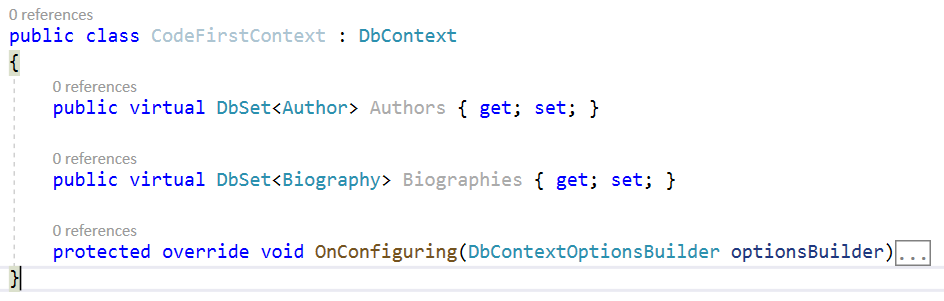 0 references
public class CodeFirstContext : DbContext
{
0 references
public virtual DbSet<Author> Authors { get; set; }
0 references
public virtual DbSet<Biography> Biographies { get; set; }
0 references
protected override void OnConfiguring(DbContextOptionsBuilder optionsBuilder)...
}